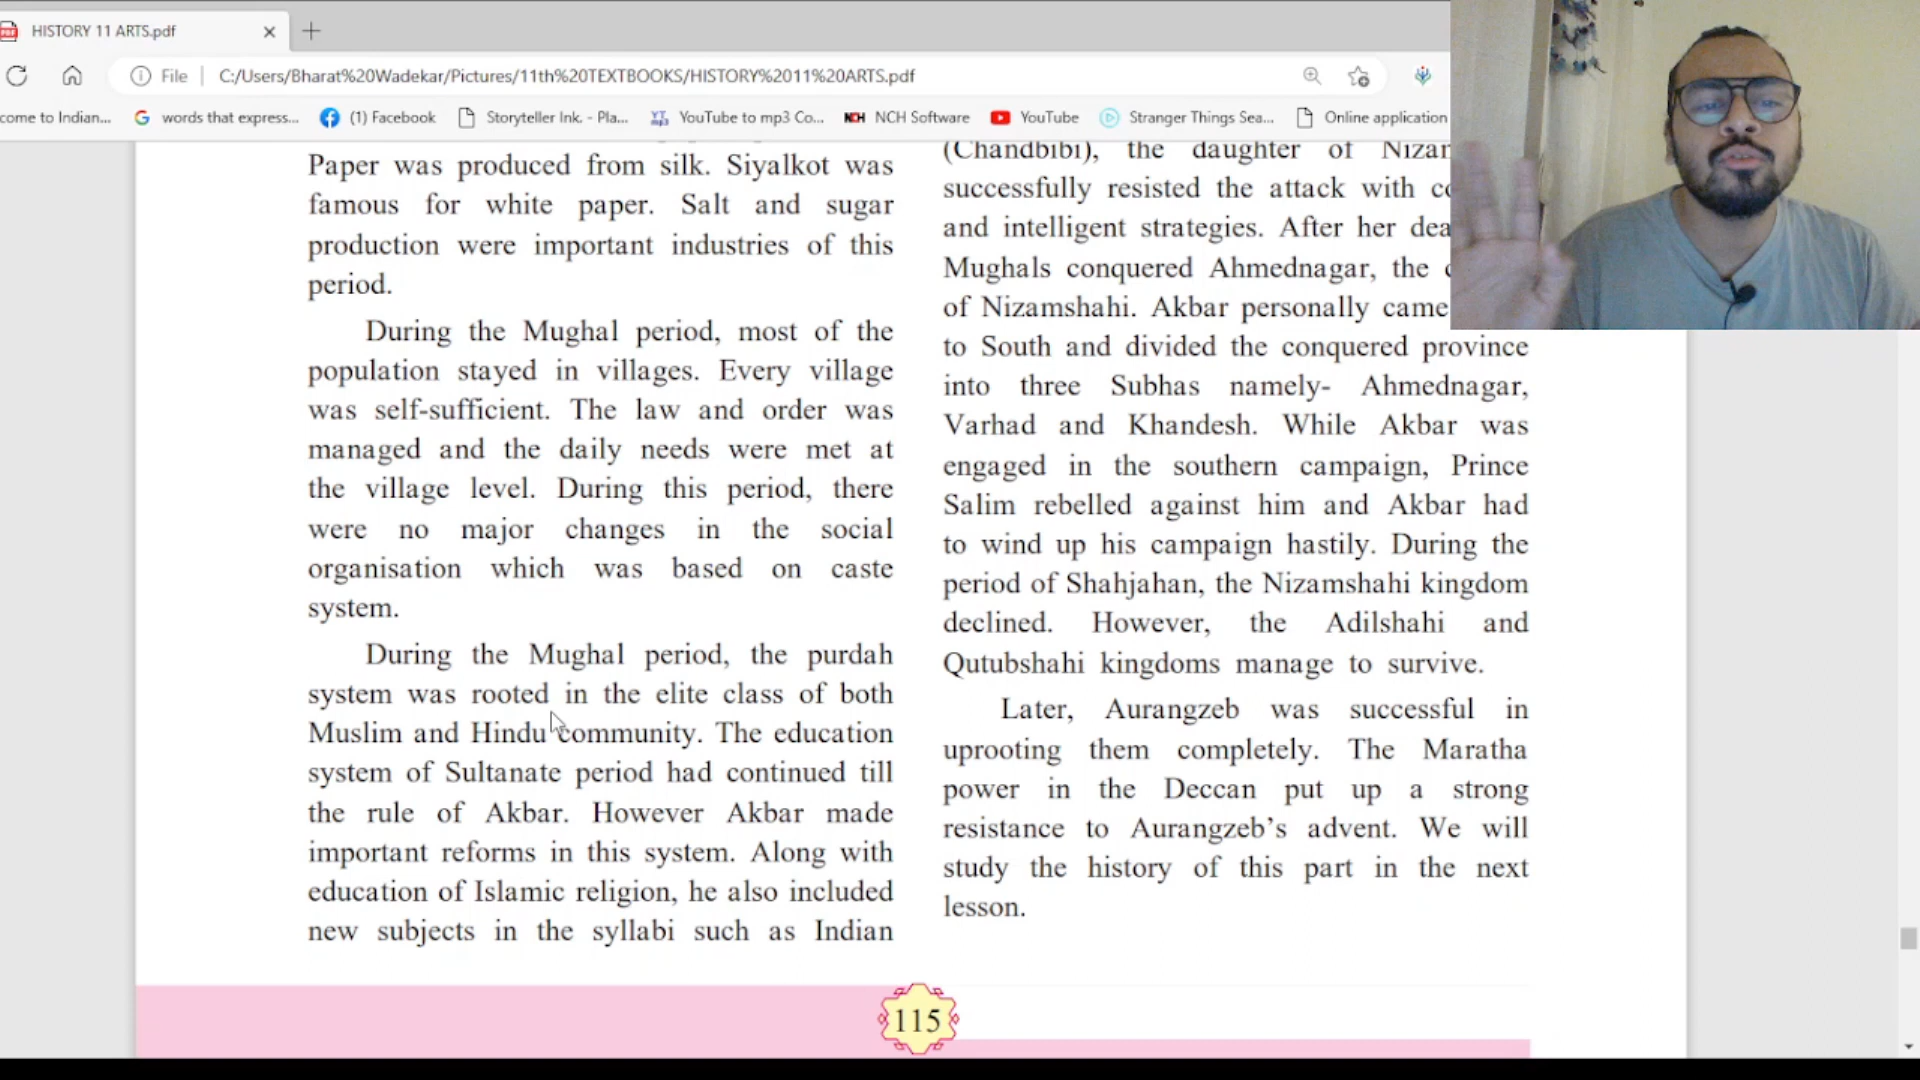 HISTORY 11 ARTS.pdf
File
C:/Users/Bharat%20Wadekar/Pictures/11th%20TEXTBOOKS/HISTORY%2011%20ARTS.pdf
come to Indian...
words that express...
(1) Facebook
Storyteller Ink. - Pla...
YouTube to mp3 Co...
NCH Software
YouTube
Stranger Things Sea...
Online application
Paper was produced from silk. Siyalkot was
famous for white paper. Salt and sugar
production were important industries of this
period.
During the Mughal period, most of the
population stayed in villages. Every village
was self-sufficient. The law and order was
managed and the daily needs were met at
the village level. During this period, there
were no major changes in the social
organisation which was based on caste
system.
During the Mughal period, the purdah
system was rooted in the elite class of both
Muslim and Hindu community. The education
system of Sultanate period had continued till
the rule of Akbar. However Akbar made
important reforms in this system. Along with
education of Islamic religion, he also included
new subjects in the syllabi such as Indian
(Chandbibi), the daughter of
successfully resisted the attack with
and intelligent strategies. After her
Mughals conquered Ahmednagar, the
of Nizamshahi. Akbar personally came
to South and divided the conquered province
into three Subhas namely- Ahmednagar,
Varhad and Khandesh. While Akbar was
engaged in the southern campaign, Prince
Salim rebelled against him and Akbar had
to wind up his campaign hastily. During the
period of Shahjahan, the Nizamshahi kingdom
declined. However, the Adilshahi and
Qutubshahi kingdoms manage to survive.
Later, Aurangzeb was successful in
uprooting them completely. The Maratha
power in the Deccan put up a strong
resistance to Aurangzeb's advent. We will
study the history of this part in the next
lesson.
115